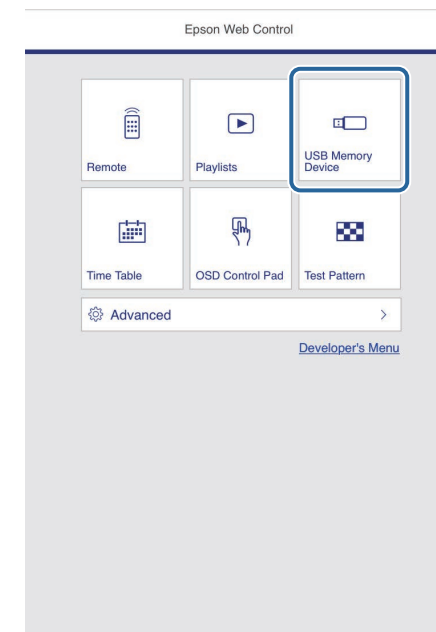 Epson Web Control
Remote
Playlists
USB Memory
Device
Time Table
OSD Control Pad
Test Pattern
Advanced
Developer's Menu